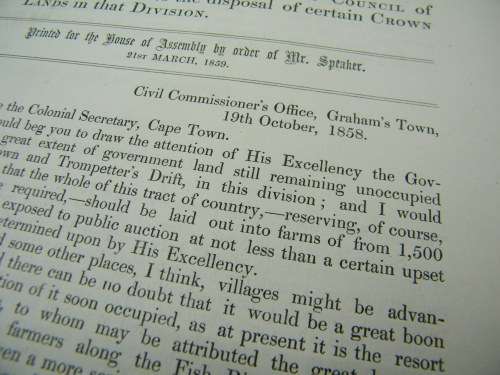 the disposal of certain CROWN COUNCIL of
LANDS in that DIVISION.
Printed for the House of Assembly by order of Mr. Speaker.
21ST MARCH, 1859.
Civil Commissioner's Office, Graham's Town,
19th October, 1858.
the Colonial Secretary, Cape Town.
beg you to draw the attention of His Excellency the Gov-
great extent of government land still remaining unoccupied
and Trompetter's Drift, in this division; and I would
that the whole of this tract of country,—reserving, of course,
required,—should be laid out into farms of from 1,500
exposed to public auction at not less than a certain upset
determined upon by His Excellency.
some other places, I think, villages might be advan-
there can be no doubt that it would be a great boon
of it soon occupied, as at present it is the resort
to whom may be attributed the great
farmers along the Fish
a more